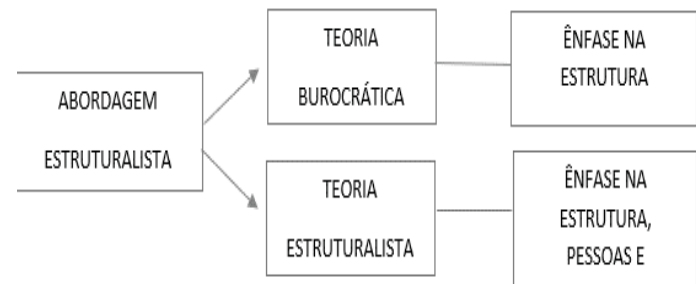 ABORDAGEM
ESTRUTURALISTA
TEORIA
BUROCRÁTICA
ÊNFASE NA
ESTRUTURA
TEORIA
ESTRUTURALISTA
ÊNFASE NA
ESTRUTURA,
PESSOAS E